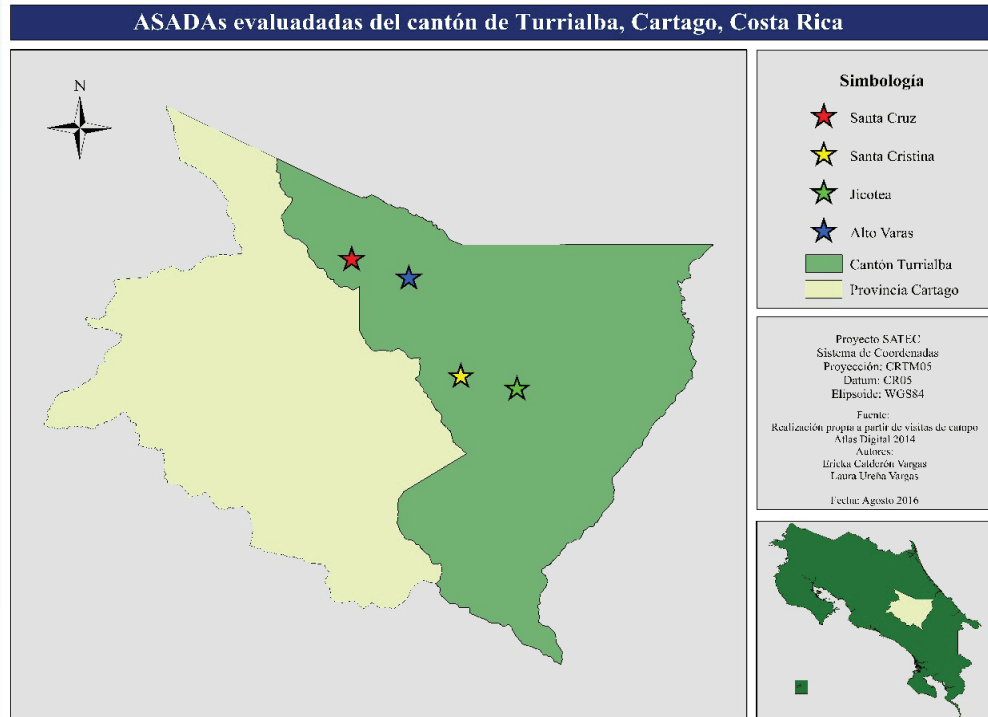 ASADAs evaluadadas del cantón de Turrialba, Cartago, Costa Rica
N
Simbología
Santa Cruz
Santa Cristina
Jicotea
Alto Varas
Cantón Turrialba
Provincia Cartago
Proyecto SATEC
Sistema de Coordenadas
Proyección: CRTM05
Datum: CR05
Elipsoide: WGS84
Fuente:
Realización propia a partir de visitas de campo
Atlas Digital 2014
Autores:
Ericka Calderón Vargas
Laura Ureña Vargas
Fecha: Agosto 2016